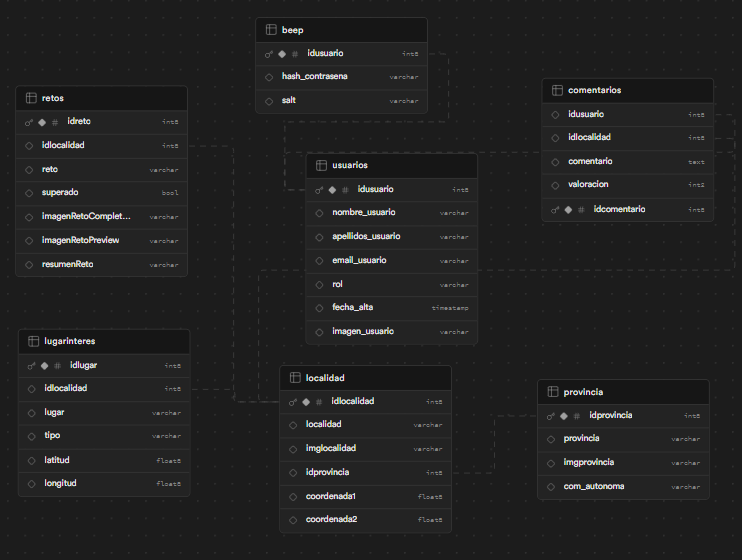 beep
idusuario int8
hash_contrasena varchar
salt varchar
retos
idreto int8
idlocalidad int8
reto varchar
superado bool
imagenRetoComplet... varchar
imagenRetoPreview varchar
resumenReto varchar
comentarios
idusuario int8
idlocalidad int8
comentario text
valoracion int2
idcomentario int8
usuarios
idusuario int8
nombre_usuario varchar
apellidos_usuario varchar
email_usuario varchar
rol varchar
fecha_alta timestamp
imagen_usuario varchar
lugarinteres
idlugar int8
idlocalidad int8
lugar varchar
tipo varchar
latitud float8
longitud float8
localidad
idlocalidad int8
localidad varchar
imglocalidad varchar
idprovincia int8
coordenada1 float8
coordenada2 float8
provincia
idprovincia int8
provincia varchar
imgprovincia varchar
com_autonoma varchar